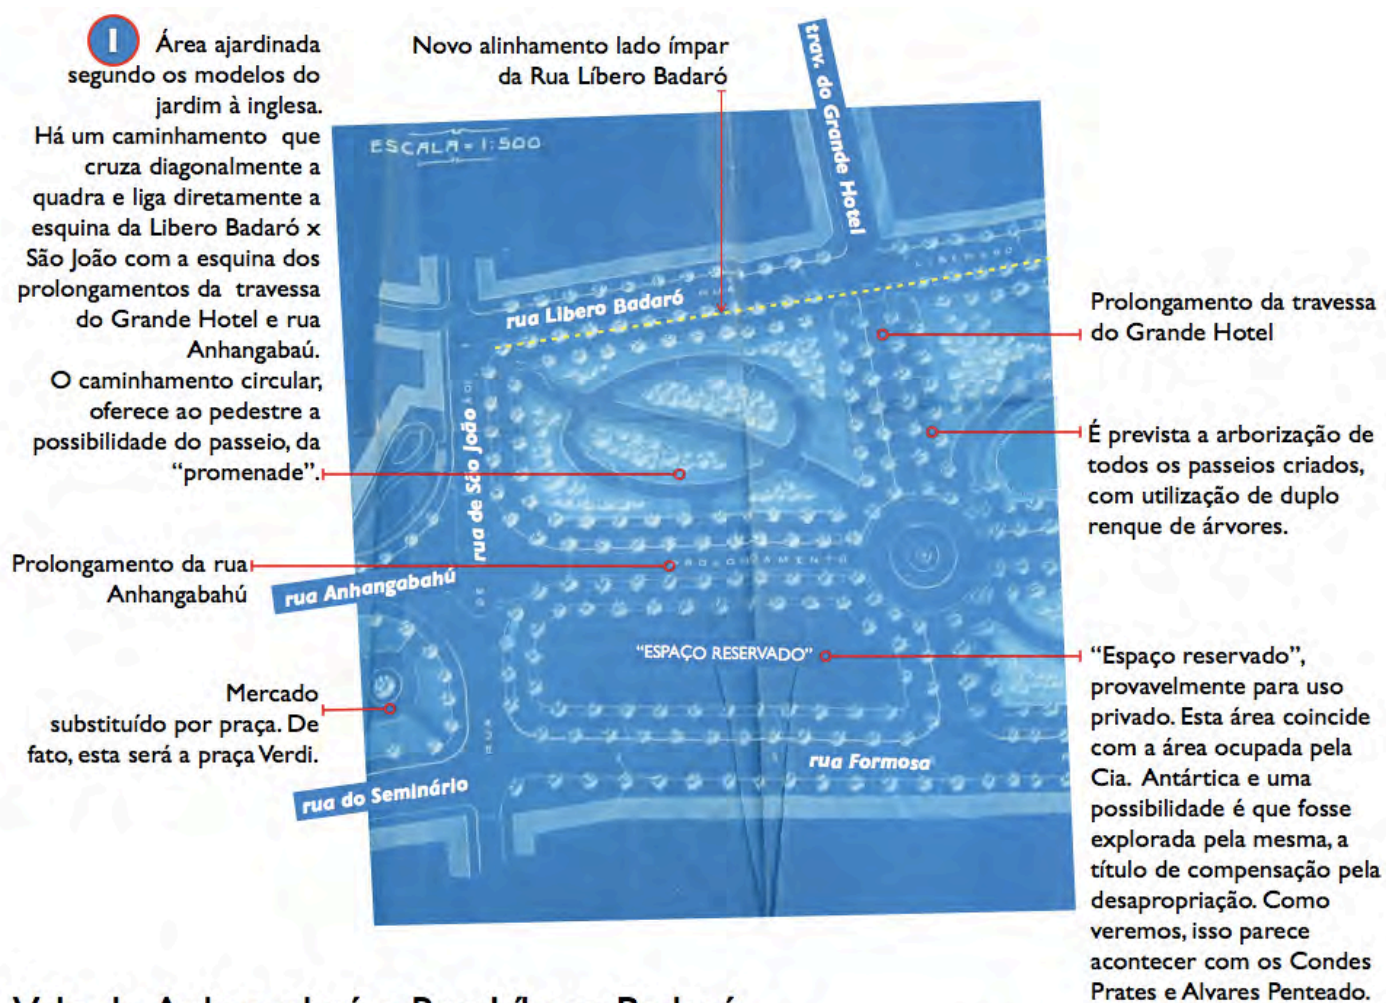 I
Área ajardinada
segundo os modelos do
jardim à inglesa.
Há um caminhamento que
cruza diagonalmente a
quadra e liga diretamente a
esquina da Libero Badaró x
São João com a esquina dos
prolongamentos da travessa
do Grande Hotel e rua
Anhangabaú.
O caminhamento circular,
oferece ao pedestre a
possibilidade do passeio, da
“promenade”.
Prolongamento da rua
Anhangabahú
Mercado
substituído por praça. De
fato, esta será a praça Verdi.
Novo alinhamento lado ímpar
da Rua Líbero Badaró
trav. do Grande Hotel
ESCALA = 1:500
rua Libero Badaró
RUA
rua de São João
DE
RUA
rua Anhangabahú
“ESPAÇO RESERVADO”
rua Formosa
rua do Seminário
Prolongamento da travessa
do Grande Hotel
É prevista a arborização de
todos os passeios criados,
com utilização de duplo
renque de árvores.
“Espaço reservado”,
provavelmente para uso
privado. Esta área coincide
com a área ocupada pela
Cia. Antártica e uma
possibilidade é que fosse
explorada pela mesma, a
título de compensação pela
desapropriação. Como
veremos, isso parece
acontecer com os Condes
Prates e Alvares Penteado.